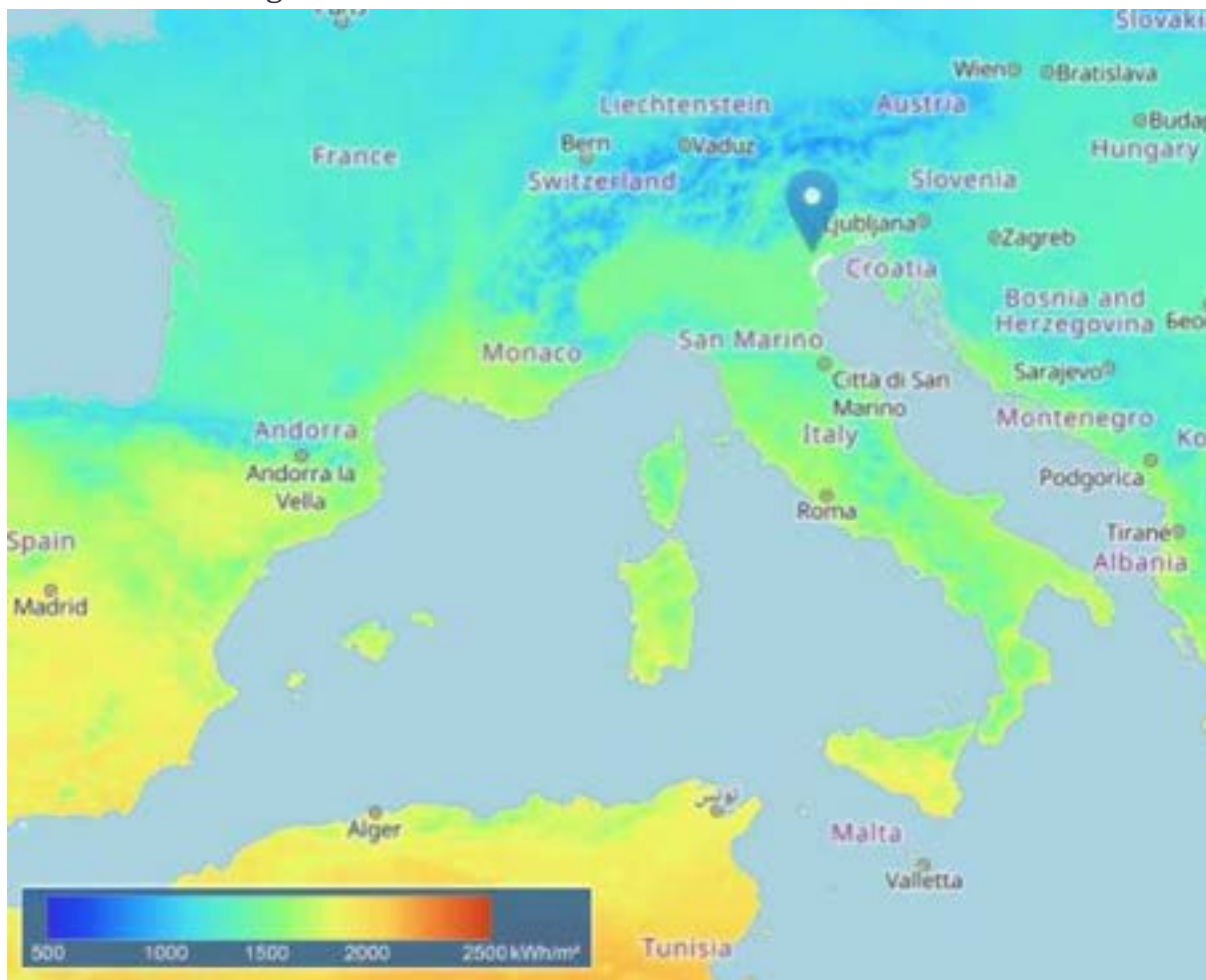 Slovaki
Wien
Bratislava
Liechtenstein
Austria
Buda
France
Bern
Vaduz
Hungary
Switzerland
Slovenia
Ljubljana
Zagreb
Croatia
Bosnia and
Herzegovina
Бео
Monaco
San Marino
Città di San
Marino
Sarajevo
Andorra
Italy
Montenegro
Ko
Andorra la
Vella
Podgorica
Roma
Spain
Tirane
Albania
Madrid
تونس
Alger
Malta
Valletta
500 1000 1500 2000 2500 kWh/m²
Tunisia